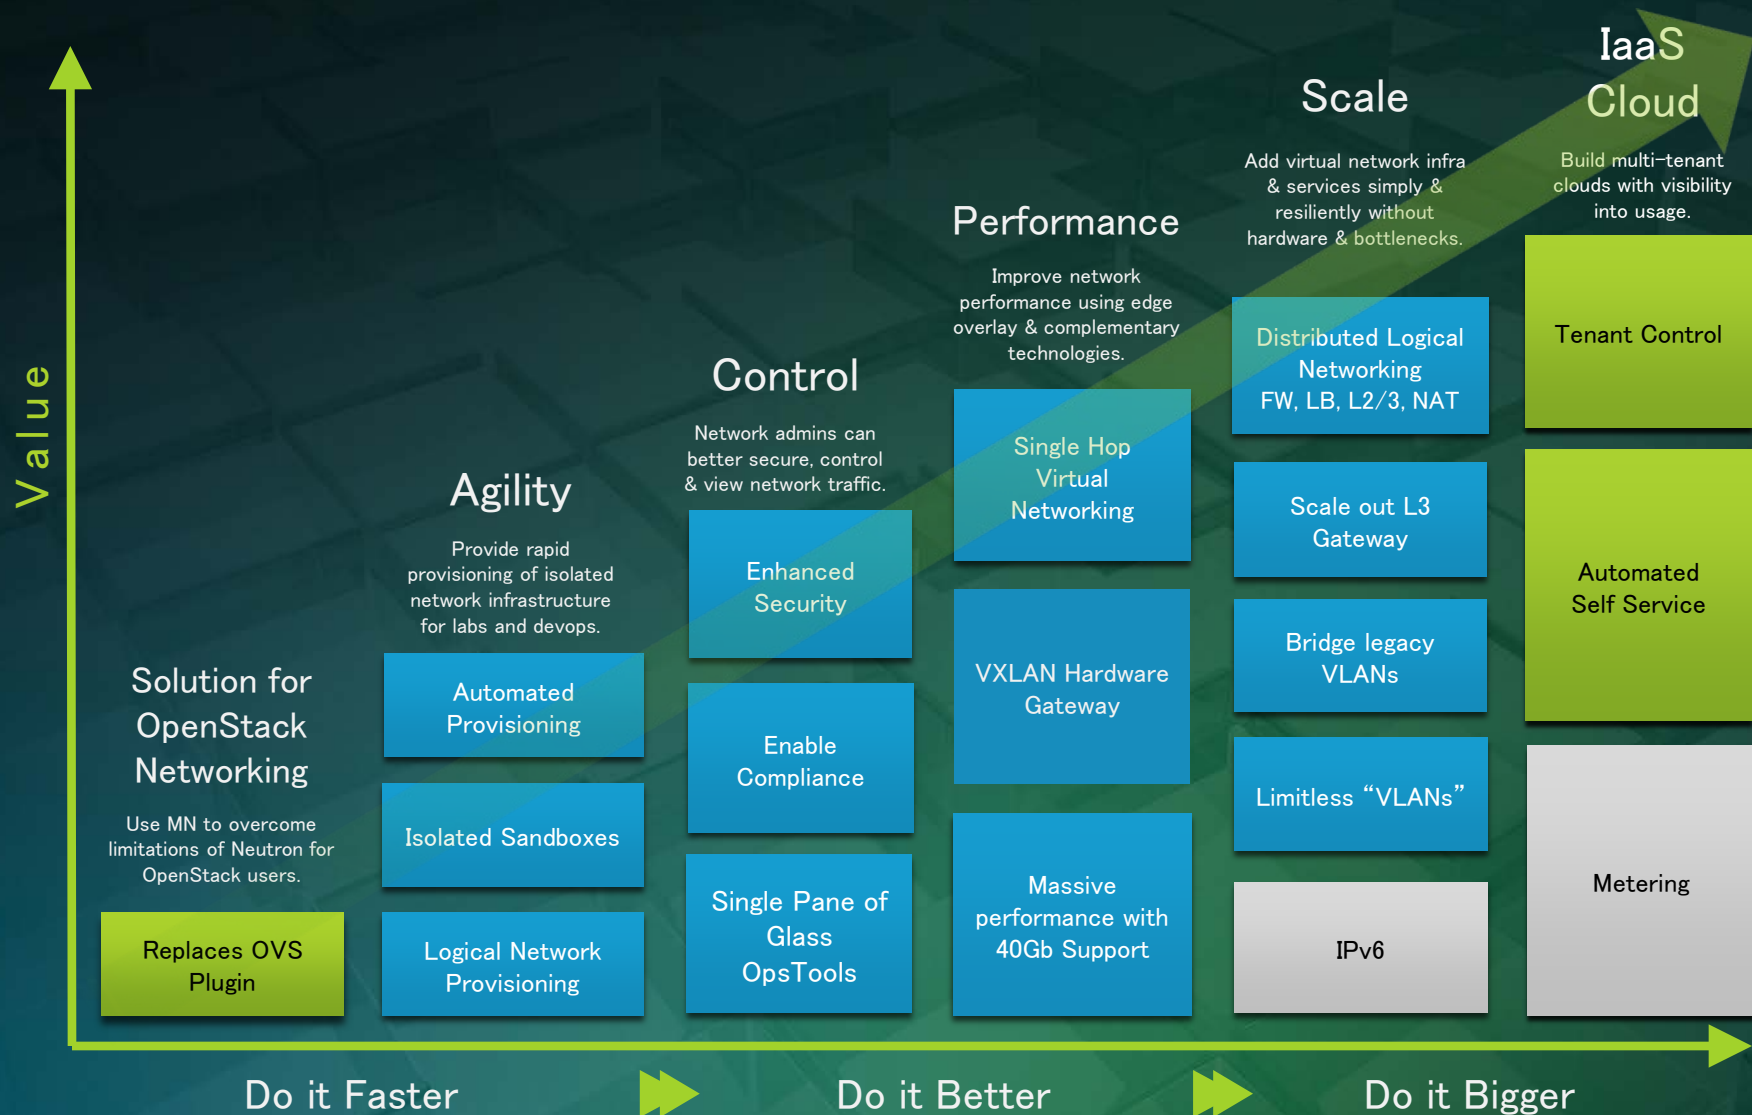 Value
Solution for
OpenStack
Networking
Use MN to overcome
limitations of Neutron for
OpenStack users.
Replaces OVS
Plugin
Agility
Provide rapid
provisioning of isolated
network infrastructure
for labs and devops.
Automated
Provisioning
Isolated Sandboxes
Logical Network
Provisioning
Control
Network admins can
better secure, control
& view network traffic.
Enhanced
Security
Enable
Compliance
Single Pane of
Glass
OpsTools
Performance
Improve network
performance using edge
overlay & complementary
technologies.
Single Hop
Virtual
Networking
VXLAN Hardware
Gateway
Massive
performance with
40Gb Support
Scale
Add virtual network infra
& services simply &
resiliently without
hardware & bottlenecks.
Distributed Logical
Networking
FW, LB, L2/3, NAT
Scale out L3
Gateway
Bridge legacy
VLANs
Limitless “VLANs”
IPv6
IaaS
Cloud
Build multi-tenant
clouds with visibility
into usage.
Tenant Control
Automated
Self Service
Metering
Do it Faster
Do it Better
Do it Bigger